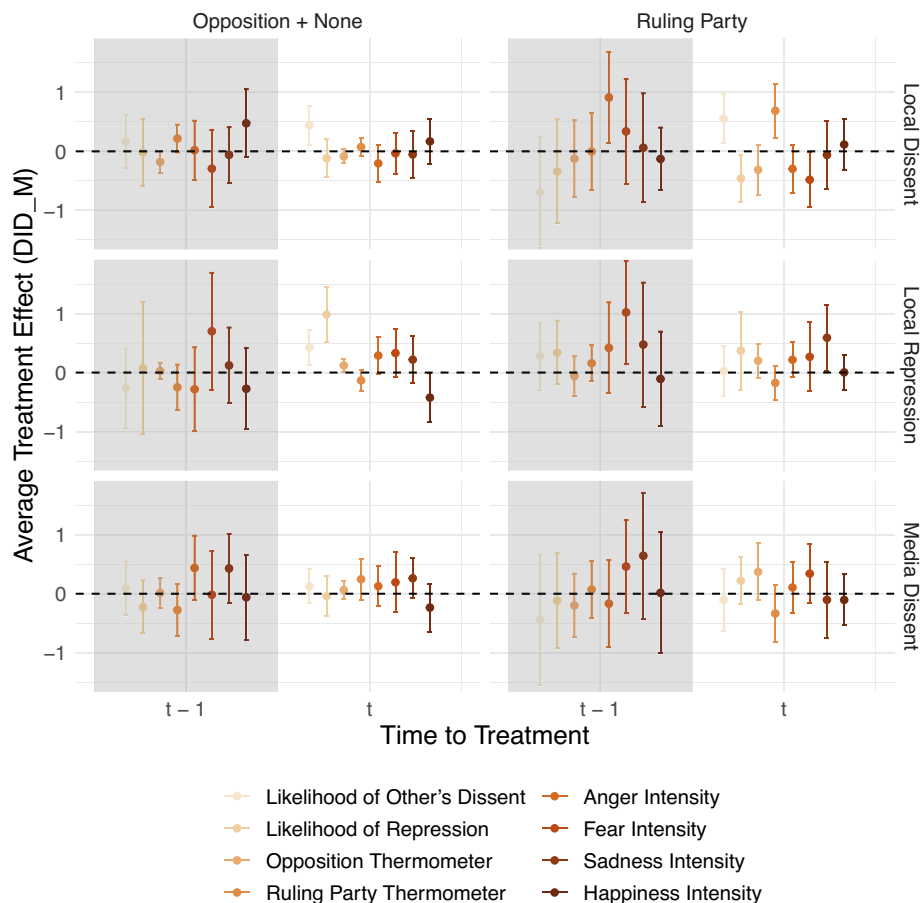 Opposition + None
Ruling Party
Average Treatment Effect (DID_M)
1
0
−1
Local Dissent
1
0
−1
Local Repression
1
0
−1
Media Dissent
t − 1
t
t − 1
t
Time to Treatment
Likelihood of Other's Dissent
Anger Intensity
Likelihood of Repression
Fear Intensity
Opposition Thermometer
Sadness Intensity
Ruling Party Thermometer
Happiness Intensity